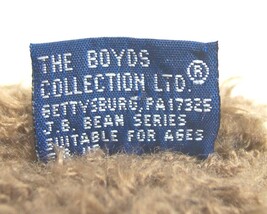 THE BOYDS
COLLECTION LTD.®
GETTYSBURG, PA 17325
J.B. BEAN SERIES
SUITABLE FOR AGES